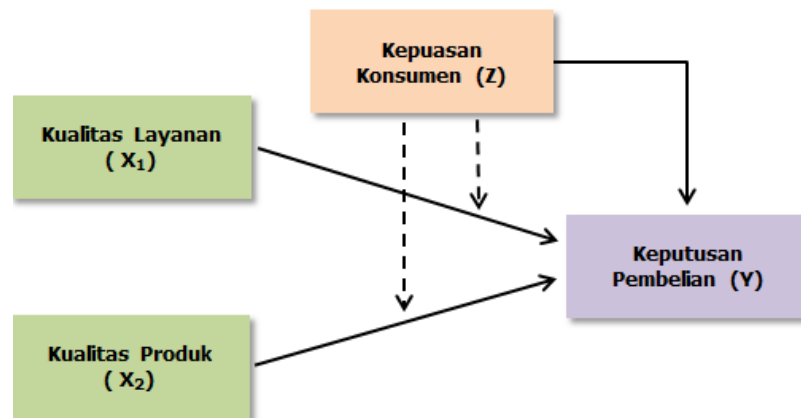 Kepuasan
Konsumen (Z)
Kualitas Layanan
( X₁)
Keputusan
Pembelian (Y)
Kualitas Produk
( X₂)